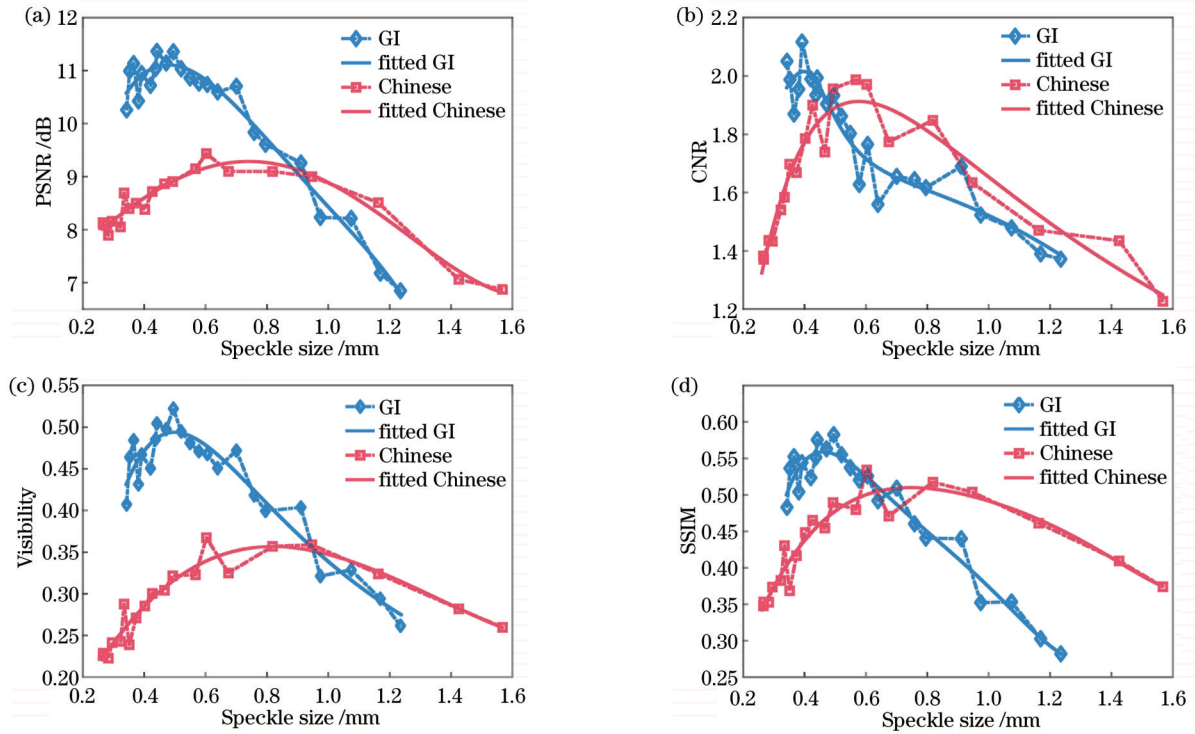 (a)
12
11
10
9
8
7
PSNR /dB
GI
fitted GI
Chinese
fitted Chinese
0.2 0.4 0.6 0.8 1.0 1.2 1.4 1.6
Speckle size /mm
(b)
2.2
2.0
1.8
1.6
1.4
1.2
CNR
GI
fitted GI
Chinese
fitted Chinese
0.2 0.4 0.6 0.8 1.0 1.2 1.4 1.6
Speckle size /mm
(c)
0.55
0.50
0.45
0.40
0.35
0.30
0.25
0.20
Visibility
GI
fitted GI
Chinese
fitted Chinese
0.2 0.4 0.6 0.8 1.0 1.2 1.4 1.6
Speckle size /mm
(d)
0.60
0.55
0.50
0.45
0.40
0.35
0.30
0.25
SSIM
GI
fitted GI
Chinese
fitted Chinese
0.2 0.4 0.6 0.8 1.0 1.2 1.4 1.6
Speckle size /mm